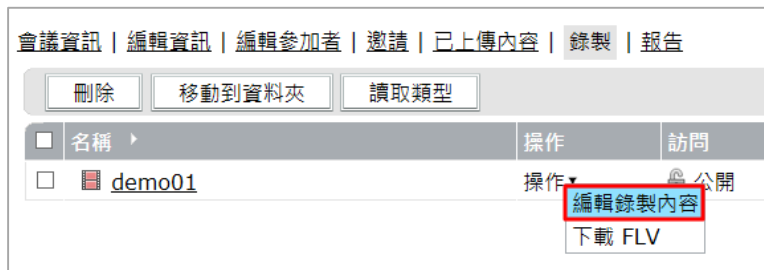 會議資訊 | 編輯資訊 | 編輯參加者 | 邀請 | 已上傳內容 | 錄製 | 報告
刪除 移動到資料夾 讀取類型
名稱 操作 訪問
demo01 操作 公開
編輯錄製內容
下載 FLV